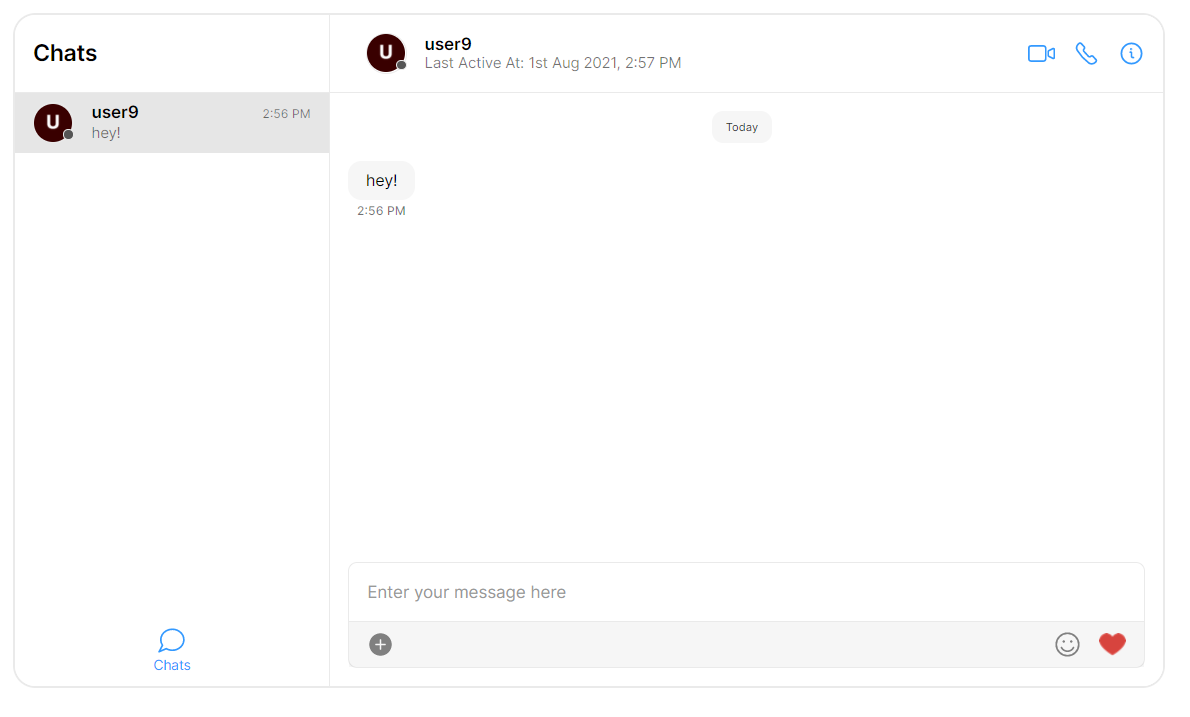 Chats
U
user9
2:56 PM
hey!
Chats
U
user9
Last Active At: 1st Aug 2021, 2:57 PM
Today
hey!
2:56 PM
Enter your message here